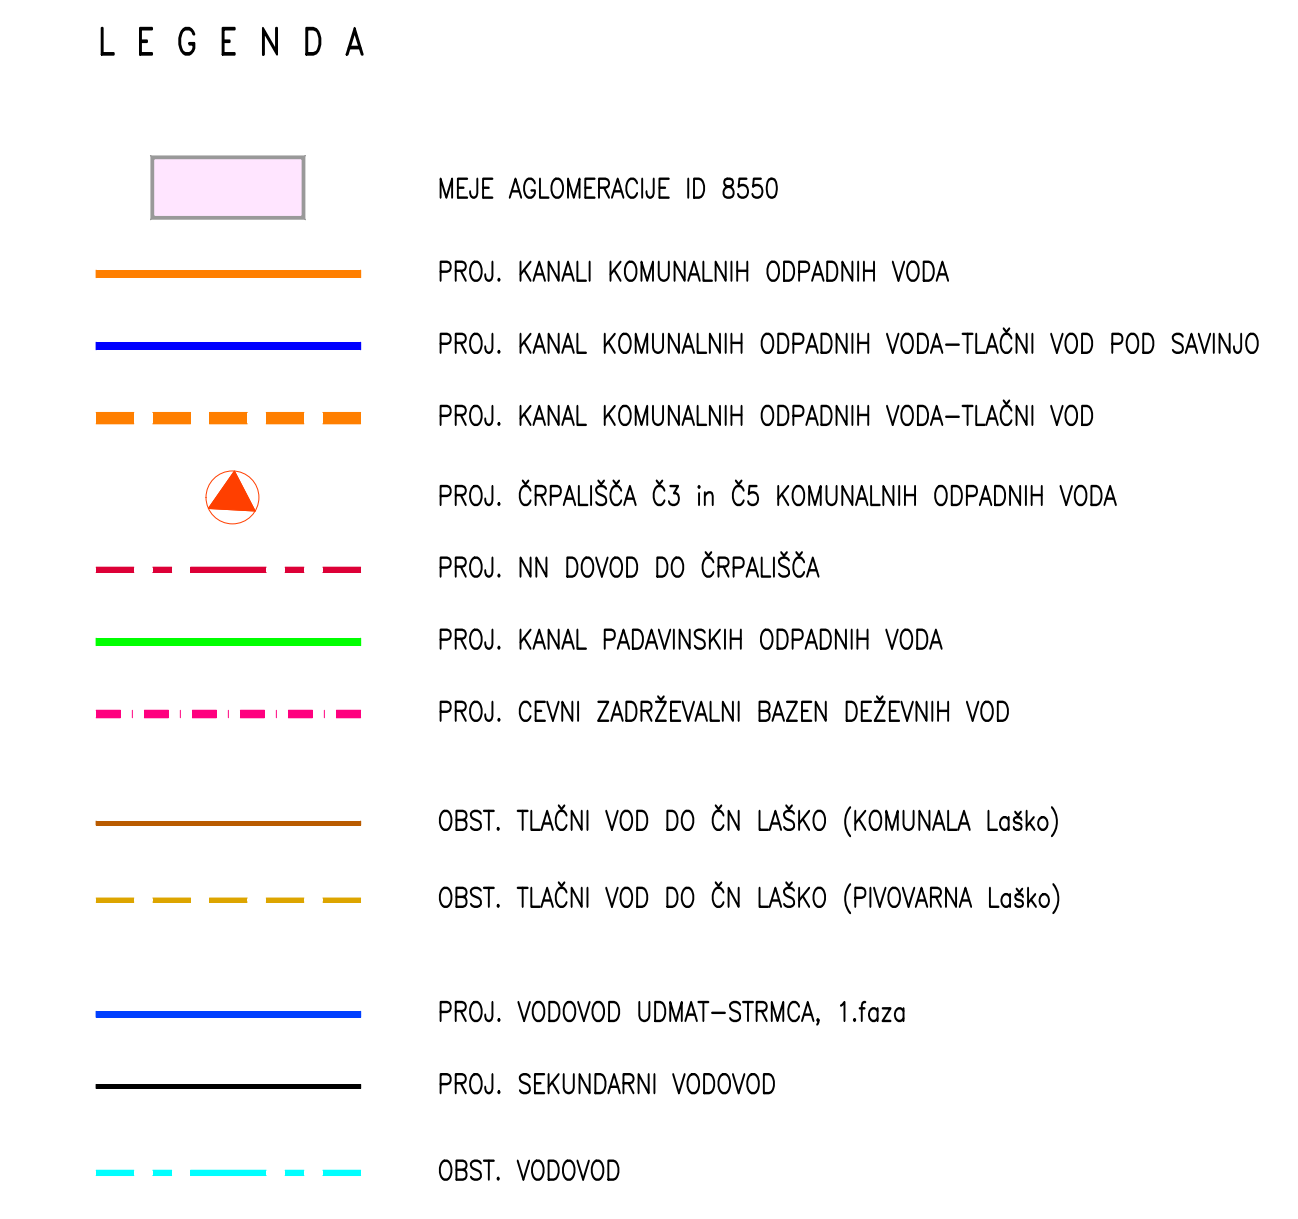 LEGENDA
MEJE AGLOMERACIJE ID 8550
PROJ. KANALI KOMUNALNIH ODPADNIH VODA
PROJ. KANAL KOMUNALNIH ODPADNIH VODA-TLAČNI VOD POD SAVINJO
PROJ. KANAL KOMUNALNIH ODPADNIH VODA-TLAČNI VOD
PROJ. ČRPALIŠČA Č3 in Č5 KOMUNALNIH ODPADNIH VODA
PROJ. NN DOVOD DO ČRPALIŠČA
PROJ. KANAL PADAVINSKIH ODPADNIH VODA
PROJ. CEVNI ZADRŽEVALNI BAZEN DEŽEVNIH VOD
OBST. TLAČNI VOD DO ČN LAŠKO (KOMUNALA Laško)
OBST. TLAČNI VOD DO ČN LAŠKO (PIVOVARNA Laško)
PROJ. VODOVOD UDMAT-STRMCA, 1.faza
PROJ. SEKUNDARNI VODOVOD
OBST. VODOVOD